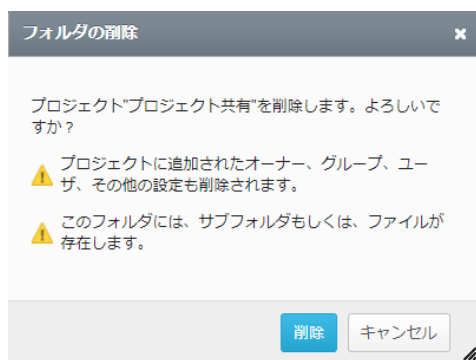 フォルダの削除
プロジェクト"プロジェクト共有"を削除します。よろしいで
すか？
プロジェクトに追加されたオーナー、グループ、ユー
ザ、その他の設定も削除されます。
このフォルダには、サブフォルダもしくは、ファイルが
存在します。
削除
キャンセル